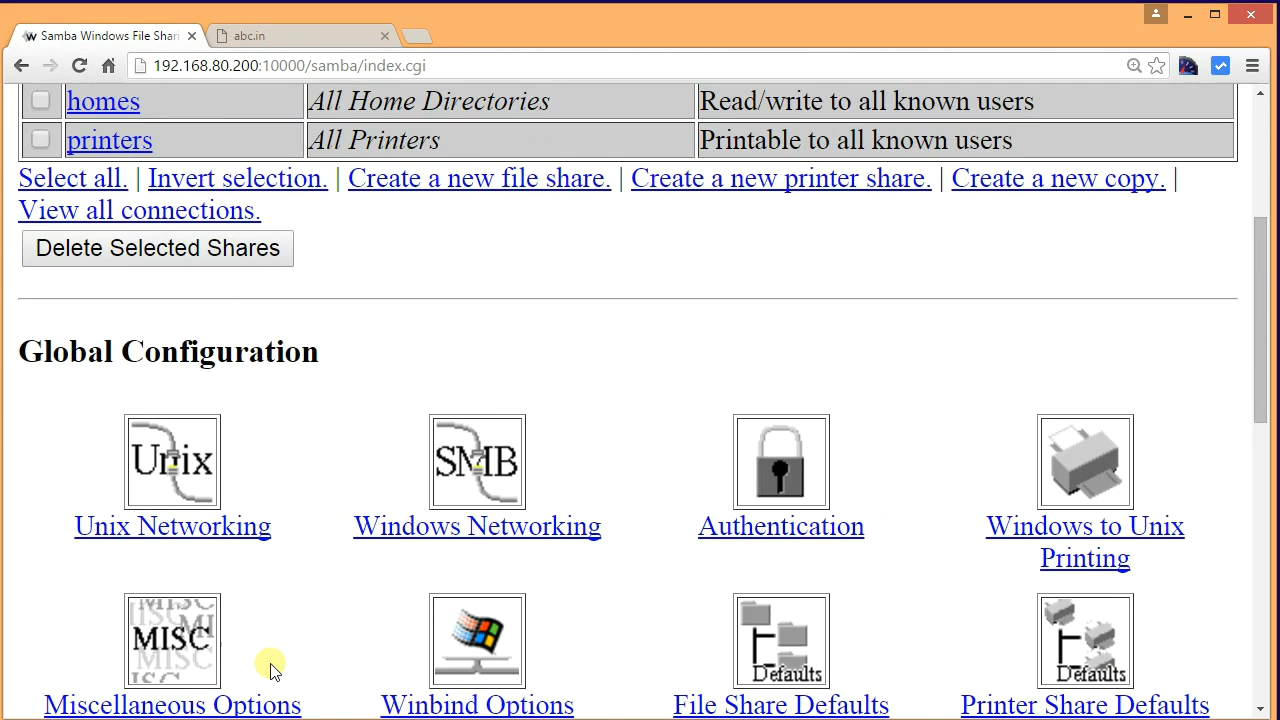 Samba Windows File Shari
abc.in
192.168.80.200:10000/samba/index.cgi
homes All Home Directories Read/write to all known users
printers All Printers Printable to all known users
Select all. | Invert selection. | Create a new file share. | Create a new printer share. | Create a new copy. |
View all connections.
Delete Selected Shares
Global Configuration
Unix SMB
Unix Networking Windows Networking Authentication Windows to Unix
Printing
MISC Defaults Defaults
Miscellaneous Options Winbind Options File Share Defaults Printer Share Defaults